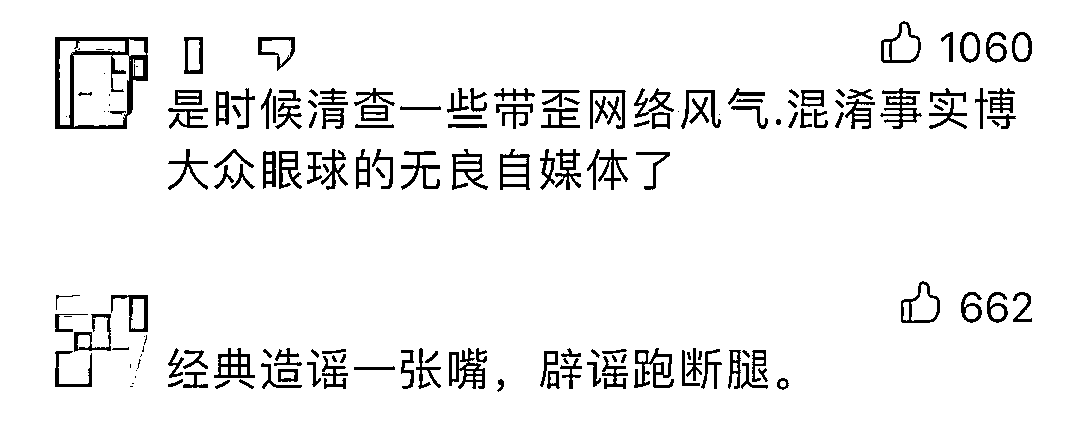 1060
是时候清查一些带歪网络风气.混淆事实博
大众眼球的无良自媒体了
662
经典造谣一张嘴，辟谣跑断腿。